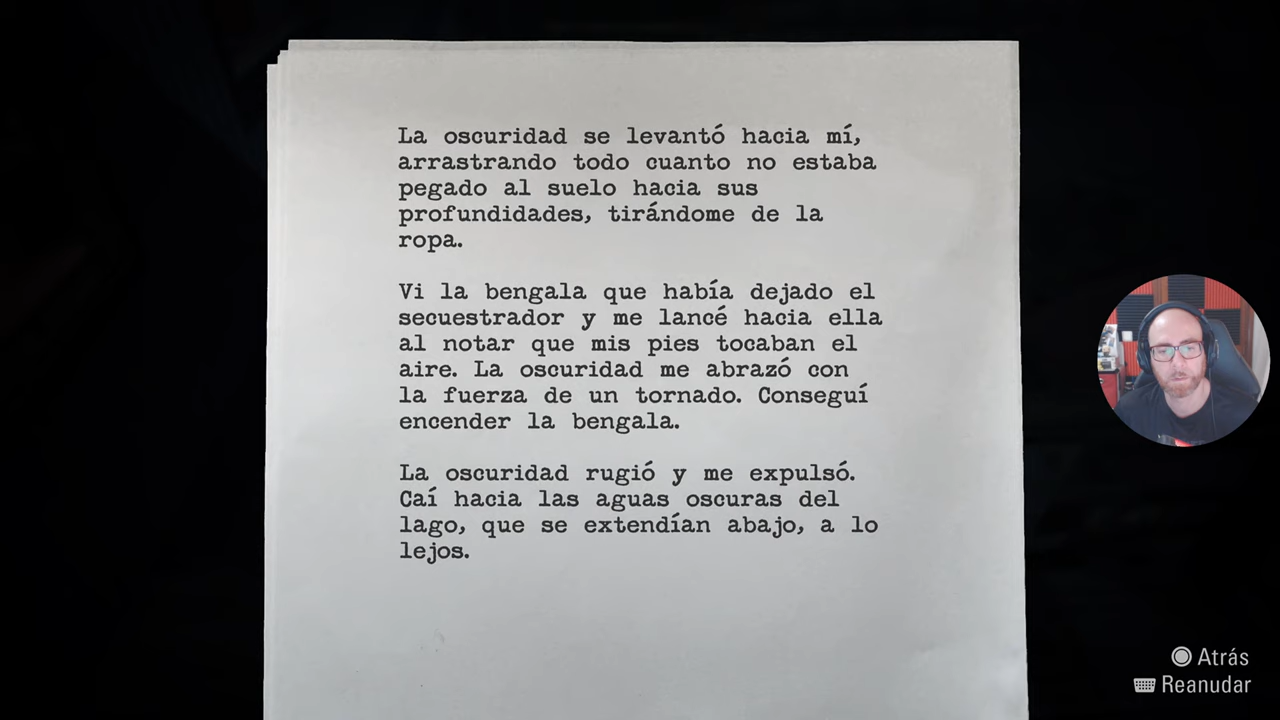 La oscuridad se levantó hacia mí,
arrastrando todo cuanto no estaba
pegado al suelo hacia sus
profundidades, tirándome de la
ropa.
Vi la bengala que había dejado el
secuestrador y me lancé hacia ella
al notar que mis pies tocaban el
aire. La oscuridad me abrazó con
la fuerza de un tornado. Conseguí
encender la bengala.
La oscuridad rugió y me expulsó.
Caí hacia las aguas oscuras del
lago, que se extendían abajo, a lo
lejos.
Atrás
Reanudar